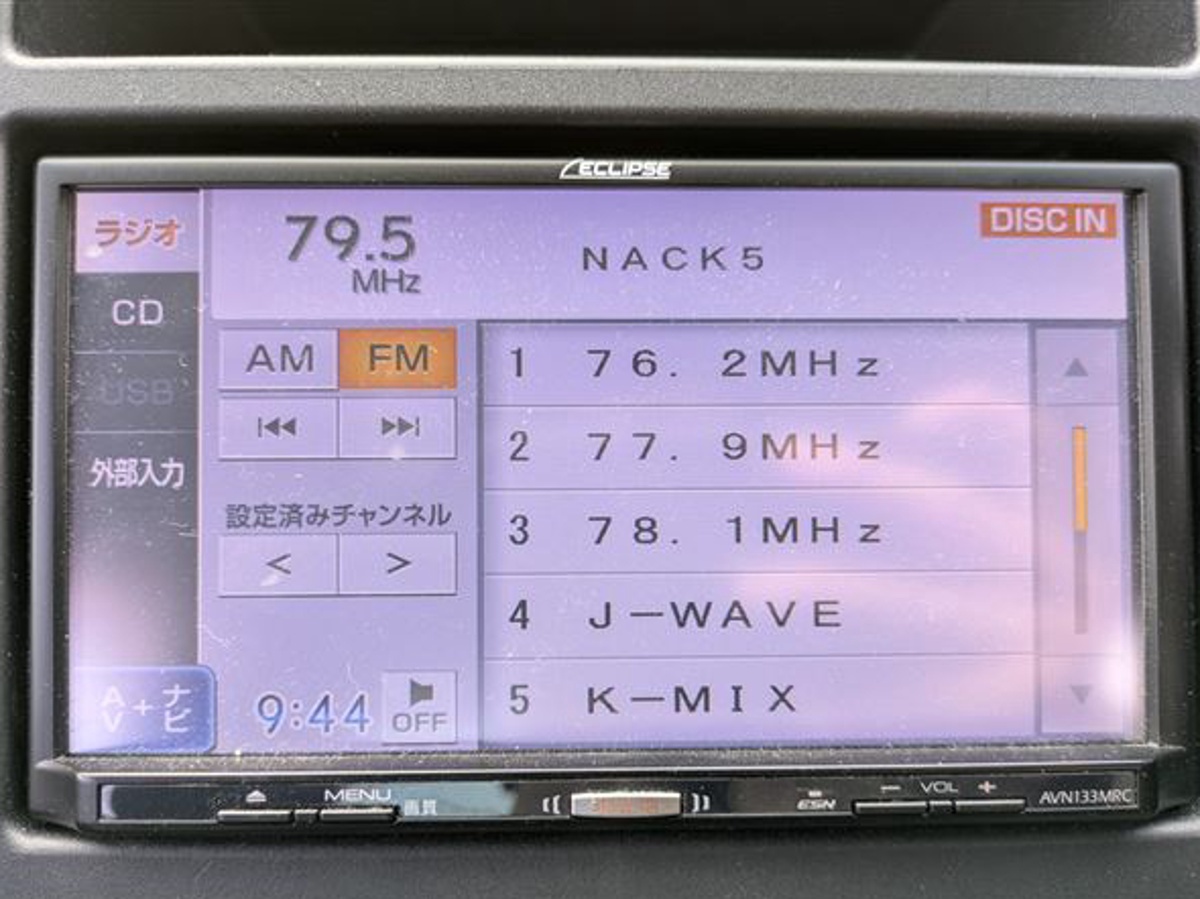 ECLIPSE
ラジオ
79.5
MHz
NACK5
DISC IN
CD
USB
外部入力
AM FM
設定済みチャンネル
< >
1 76.2MHz
2 77.9MHz
3 78.1MHz
4 J-WAVE
5 K-MIX
AV+ナビ
9:44
OFF
MENU
画質
ESN
- VOL +
AVN133MRC